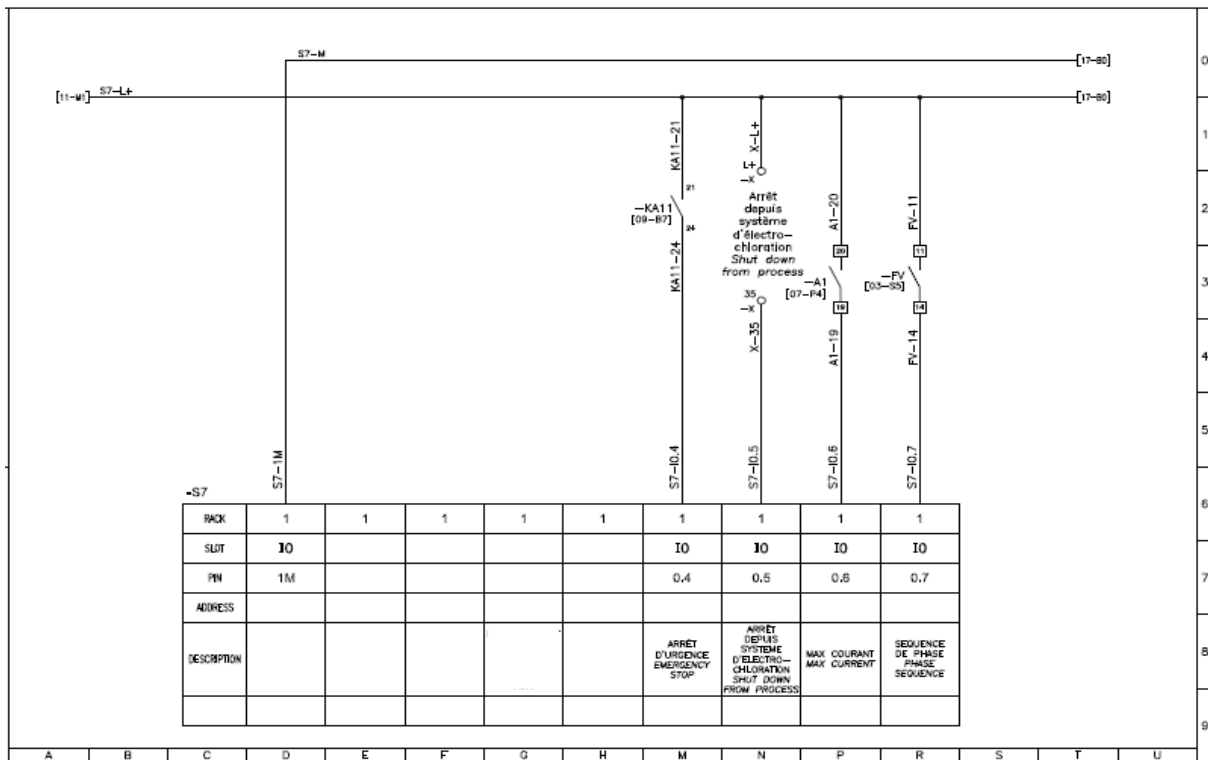 S7-M
[17-B0]
0
[11-M1]
S7-L+
[17-B0]
1
KA11-21
X-L+
L+
-X
21
-KA11
[09-B7]
24
KA11-24
Arrêt
depuis
système
d'électro-
chloration
Shut down
from process
A1-20
FV-11
2
20
11
-A1
[07-P4]
-FV
[03-S5]
3
35
-X
19
14
X-35
A1-19
FV-14
4
5
S7-1M
S7-I0.4
S7-I0.5
S7-I0.6
S7-I0.7
-S7
6
RACK 1 1 1 1 1 1 1 1 1
SLOT I0 I0 I0 I0 I0
PIN 1M 0.4 0.5 0.6 0.7
7
ADDRESS
DESCRIPTION
ARRÊT
D'URGENCE
EMERGENCY
STOP
ARRÊT
DEPUIS
SYSTEME
D'ELECTRO-
CHLORATION
SHUT DOWN
FROM PROCESS
MAX COURANT
MAX CURRENT
SEQUENCE
DE PHASE
PHASE
SEQUENCE
8
9
A B C D E F G H M N P R S T U